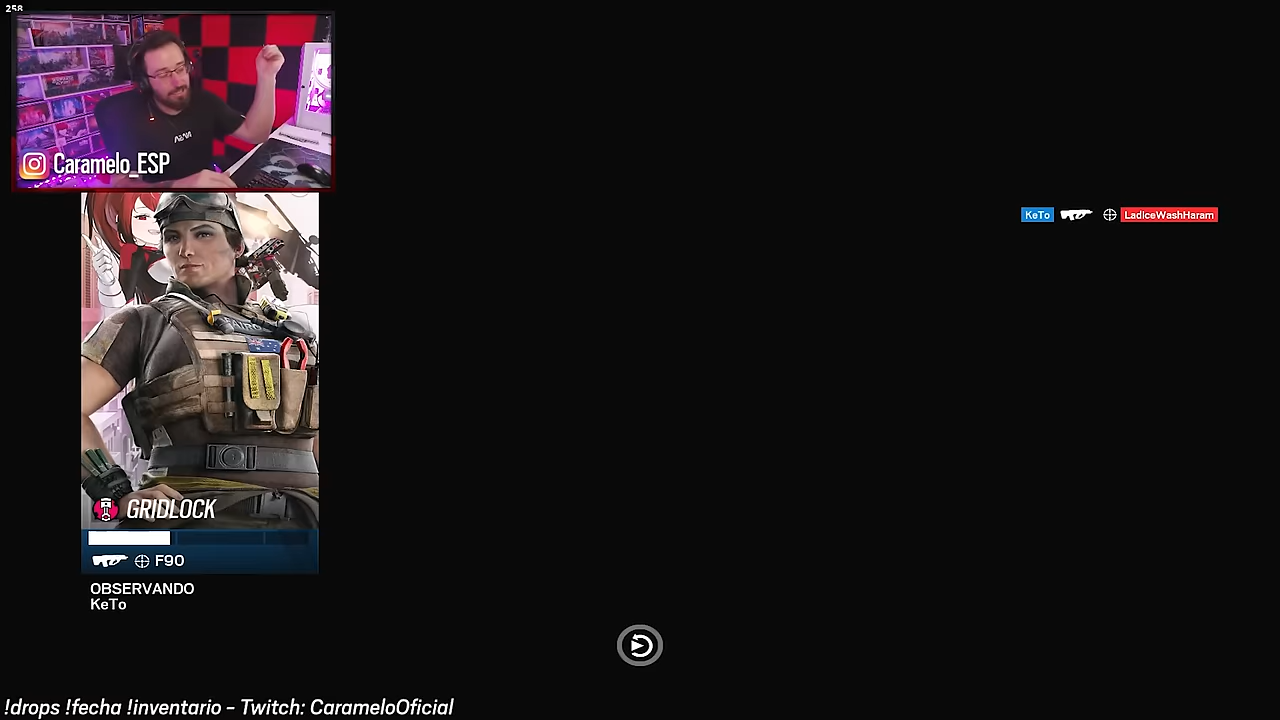 258
Caramelo_ESP
KeTo LadiceWashHaram
GRIDLOCK
F90
OBSERVANDO
KeTo
!drops !fecha !inventario - Twitch: CarameloOficial